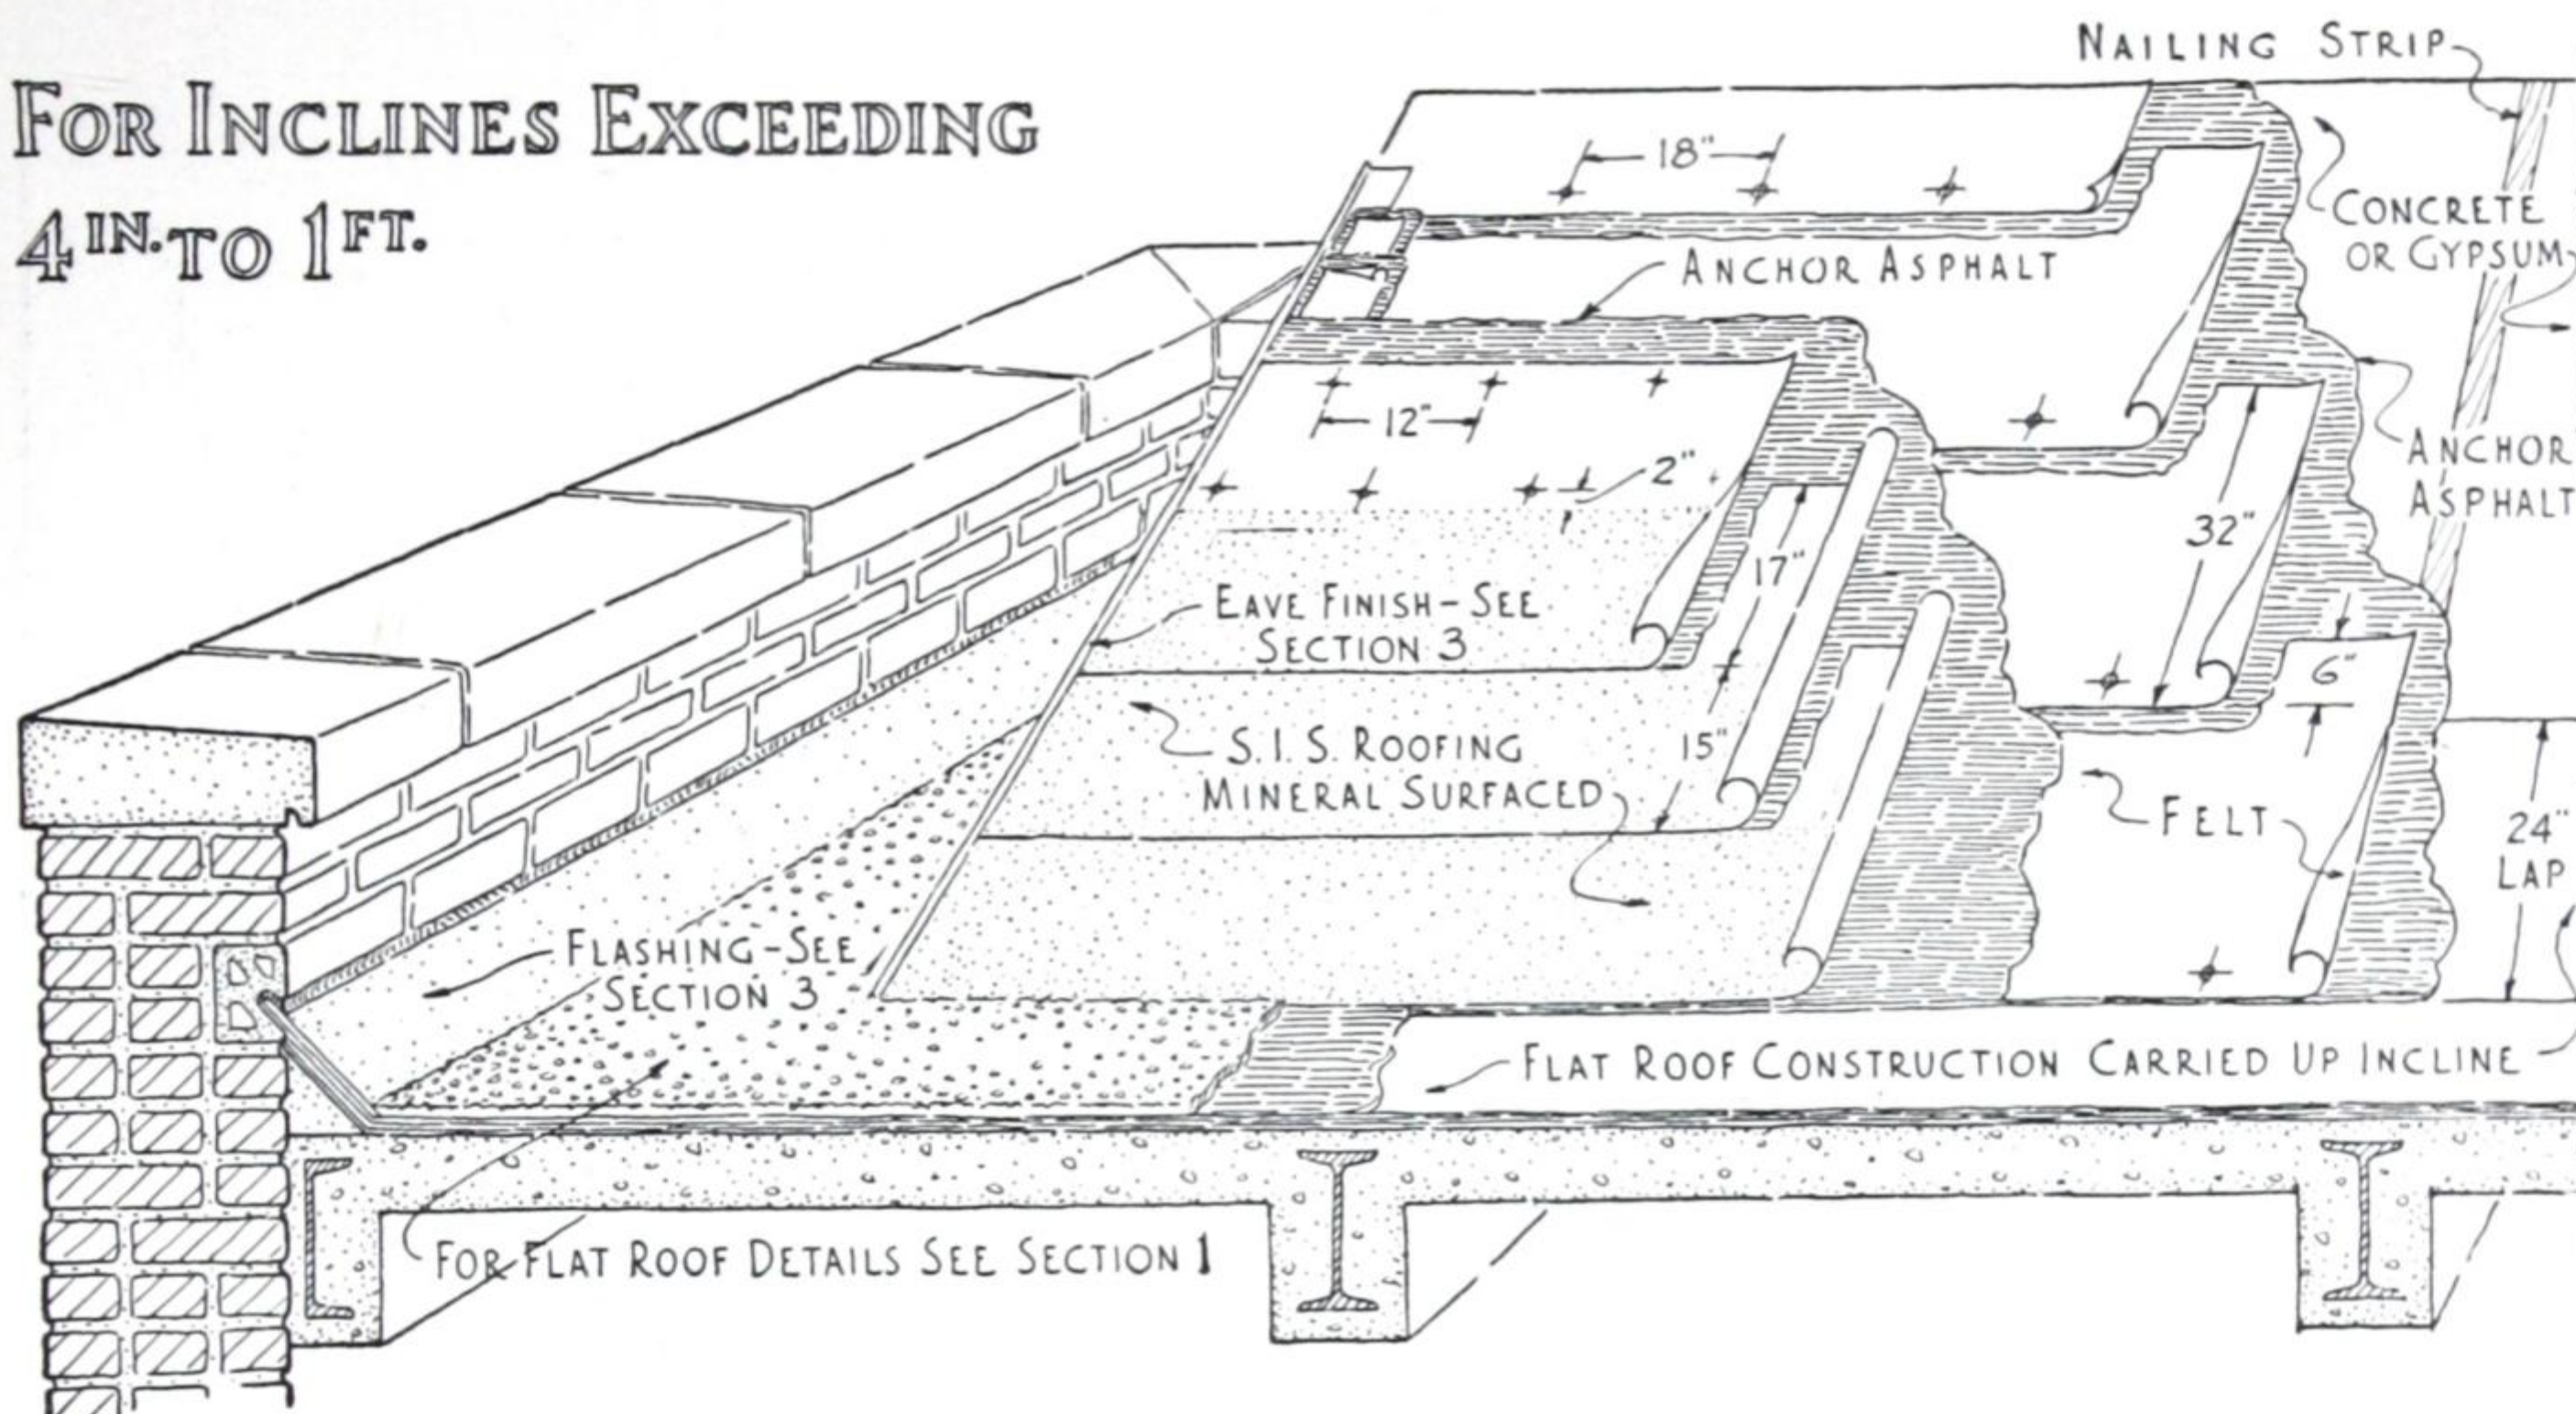 FOR INCLINES EXCEEDING
4 IN. TO 1 FT.
NAILING STRIP
18"
CONCRETE
OR GYPSUM
ANCHOR ASPHALT
12"
2"
ANCHOR
ASPHALT
32"
17"
EAVE FINISH-SEE
SECTION 3
6"
S.I.S. ROOFING
MINERAL SURFACED
15"
FELT
24"
LAP
FLASHING-SEE
SECTION 3
FLAT ROOF CONSTRUCTION CARRIED UP INCLINE
FOR FLAT ROOF DETAILS SEE SECTION 1